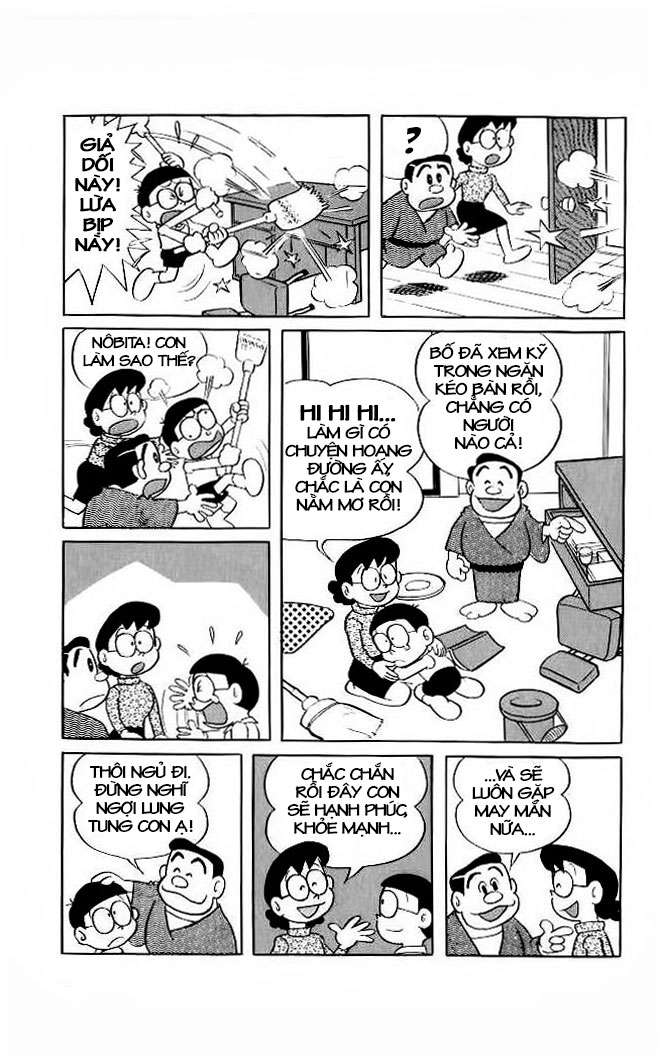 GIẢ
DỐI
NÀY!
LỪA
BỊP
NÀY!
?
NÔBITA! CON
LÀM SAO THẾ?
BỐ ĐÃ XEM KỸ
TRONG NGĂN
KÉO BÀN RỒI,
CHẲNG CÓ
NGƯỜI
NÀO CẢ!
HI HI HI...
LÀM GÌ CÓ
CHUYỆN HOANG
ĐƯỜNG ẤY,
CHẮC LÀ CON
NẰM MƠ RỒI!
THÔI NGỦ ĐI.
ĐỪNG NGHĨ
NGỢI LUNG
TUNG CON Ạ!
CHẮC CHẮN
RỒI ĐÂY CON
SẼ HẠNH PHÚC,
KHỎE MẠNH...
...VÀ SẼ
LUÔN GẶP
MAY MẮN
NỮA...